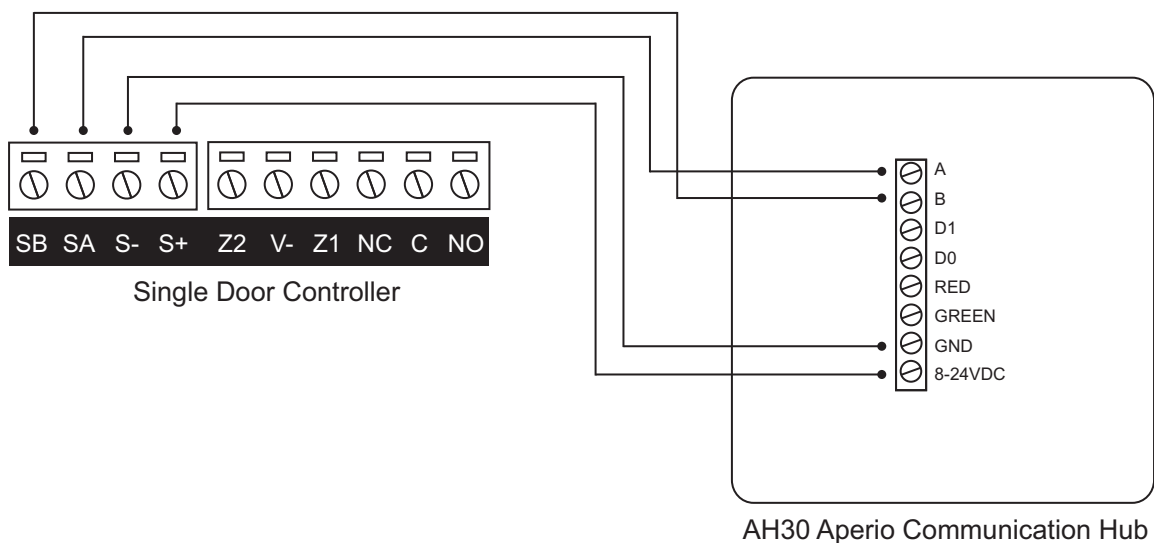 SB SA S- S+ Z2 V- Z1 NC C NO
Single Door Controller
A
B
D1
D0
RED
GREEN
GND
8-24VDC
AH30 Aperio Communication Hub